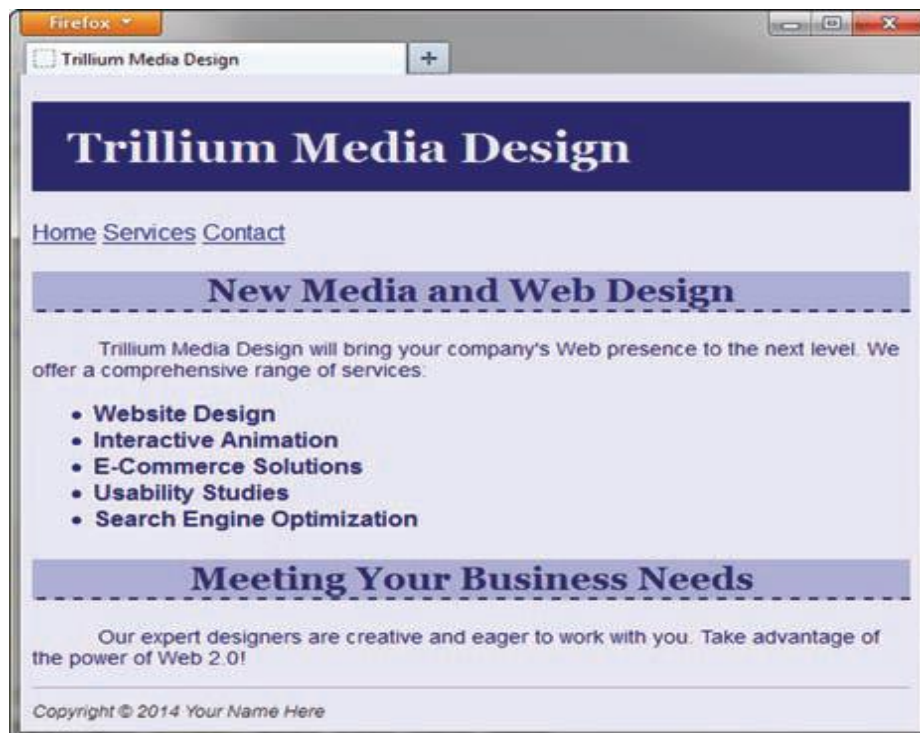 Firefox
Trillium Media Design
Trillium Media Design
Home Services Contact
New Media and Web Design
Trillium Media Design will bring your company's Web presence to the next level. We
offer a comprehensive range of services:
• Website Design
• Interactive Animation
• E-Commerce Solutions
• Usability Studies
• Search Engine Optimization
Meeting Your Business Needs
Our expert designers are creative and eager to work with you. Take advantage of
the power of Web 2.0!
Copyright © 2014 Your Name Here